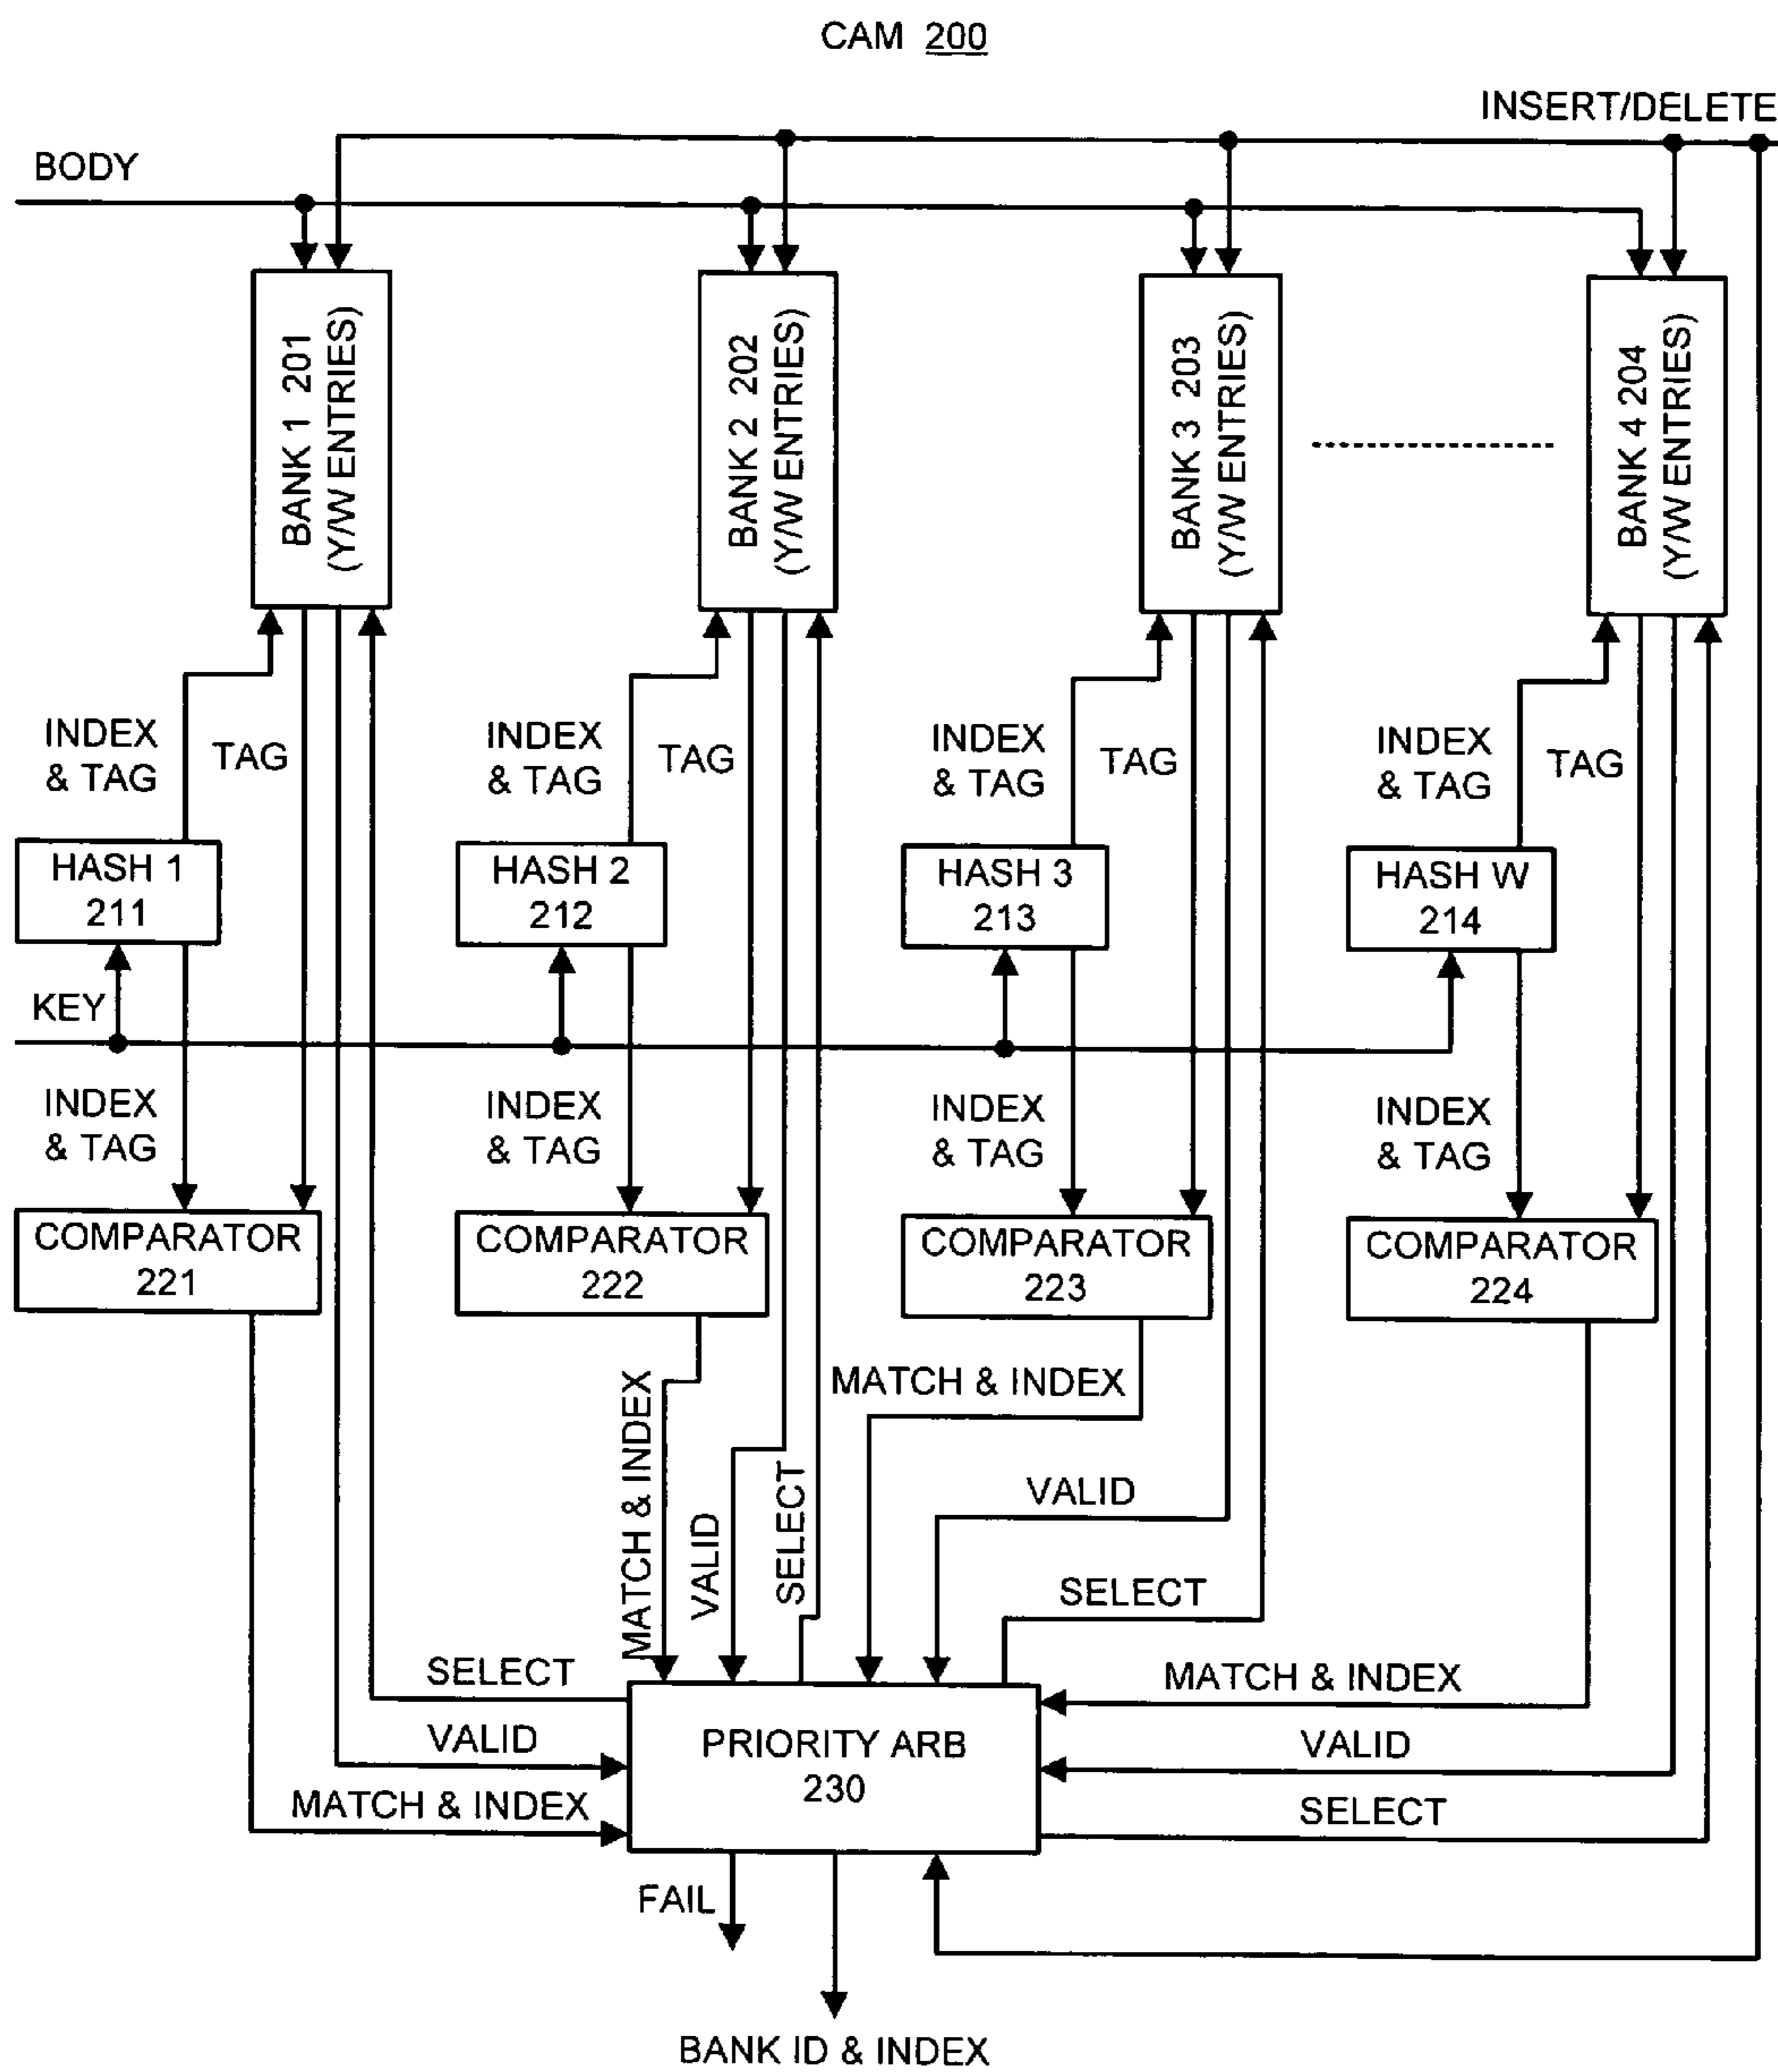 CAM 200
INSERT/DELETE
BODY
BANK 1 201
(Y/W ENTRIES)
BANK 2 202
(Y/W ENTRIES)
BANK 3 203
(Y/W ENTRIES)
BANK 4 204
(Y/W ENTRIES)
INDEX
& TAG
TAG
INDEX
& TAG
TAG
INDEX
& TAG
TAG
INDEX
& TAG
TAG
HASH 1
211
HASH 2
212
HASH 3
213
HASH W
214
KEY
INDEX
& TAG
INDEX
& TAG
INDEX
& TAG
INDEX
& TAG
COMPARATOR
221
COMPARATOR
222
COMPARATOR
223
COMPARATOR
224
MATCH & INDEX
VALID
SELECT
MATCH & INDEX
VALID
SELECT
SELECT
VALID
MATCH & INDEX
PRIORITY ARB
230
MATCH & INDEX
VALID
SELECT
FAIL
BANK ID & INDEX